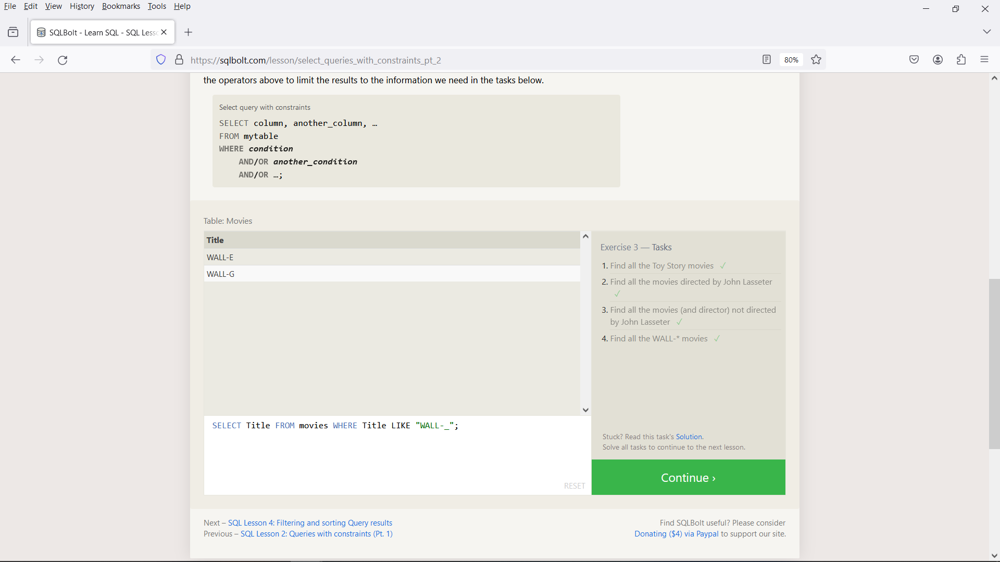 File Edit View History Bookmarks Tools Help
SQLBolt - Learn SQL - SQL Less
https://sqlbolt.com/lesson/select_queries_with_constraints_pt_2
80%
the operators above to limit the results to the information we need in the tasks below.
Select query with constraints
SELECT column, another_column, …
FROM mytable
WHERE condition
AND/OR another_condition
AND/OR …;
Table: Movies
Title
WALL-E
WALL-G
SELECT Title FROM movies WHERE Title LIKE "WALL-_";
RESET
Exercise 3 — Tasks
1. Find all the Toy Story movies ✓
2. Find all the movies directed by John Lasseter
✓
3. Find all the movies (and director) not directed
by John Lasseter ✓
4. Find all the WALL-* movies ✓
Stuck? Read this task's Solution.
Solve all tasks to continue to the next lesson.
Continue ›
Next – SQL Lesson 4: Filtering and sorting Query results
Previous – SQL Lesson 2: Queries with constraints (Pt. 1)
Find SQLBolt useful? Please consider
Donating ($4) via Paypal to support our site.